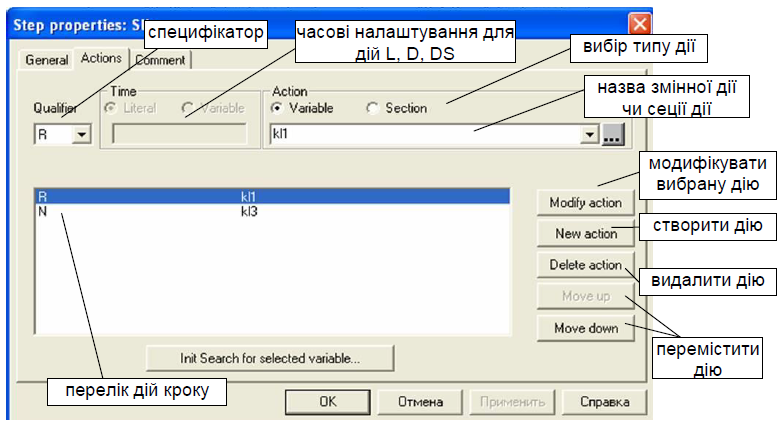 Step properties: S
специфікатор
часові налаштування для
дій L, D, DS
вибір типу дії
General
Actions
Comment
назва змінної дії
чи секції дії
Qualifier
Time
Literal
Variable
Action
Variable
Section
R
kl1
...
модифікувати
вибрану дію
R kl1
N kl3
Modify action
New action
створити дію
Delete action
видалити дію
Move up
Move down
перемістити
дію
Init Search for selected variable...
перелік дій кроку
OK
Отмена
Применить
Справка